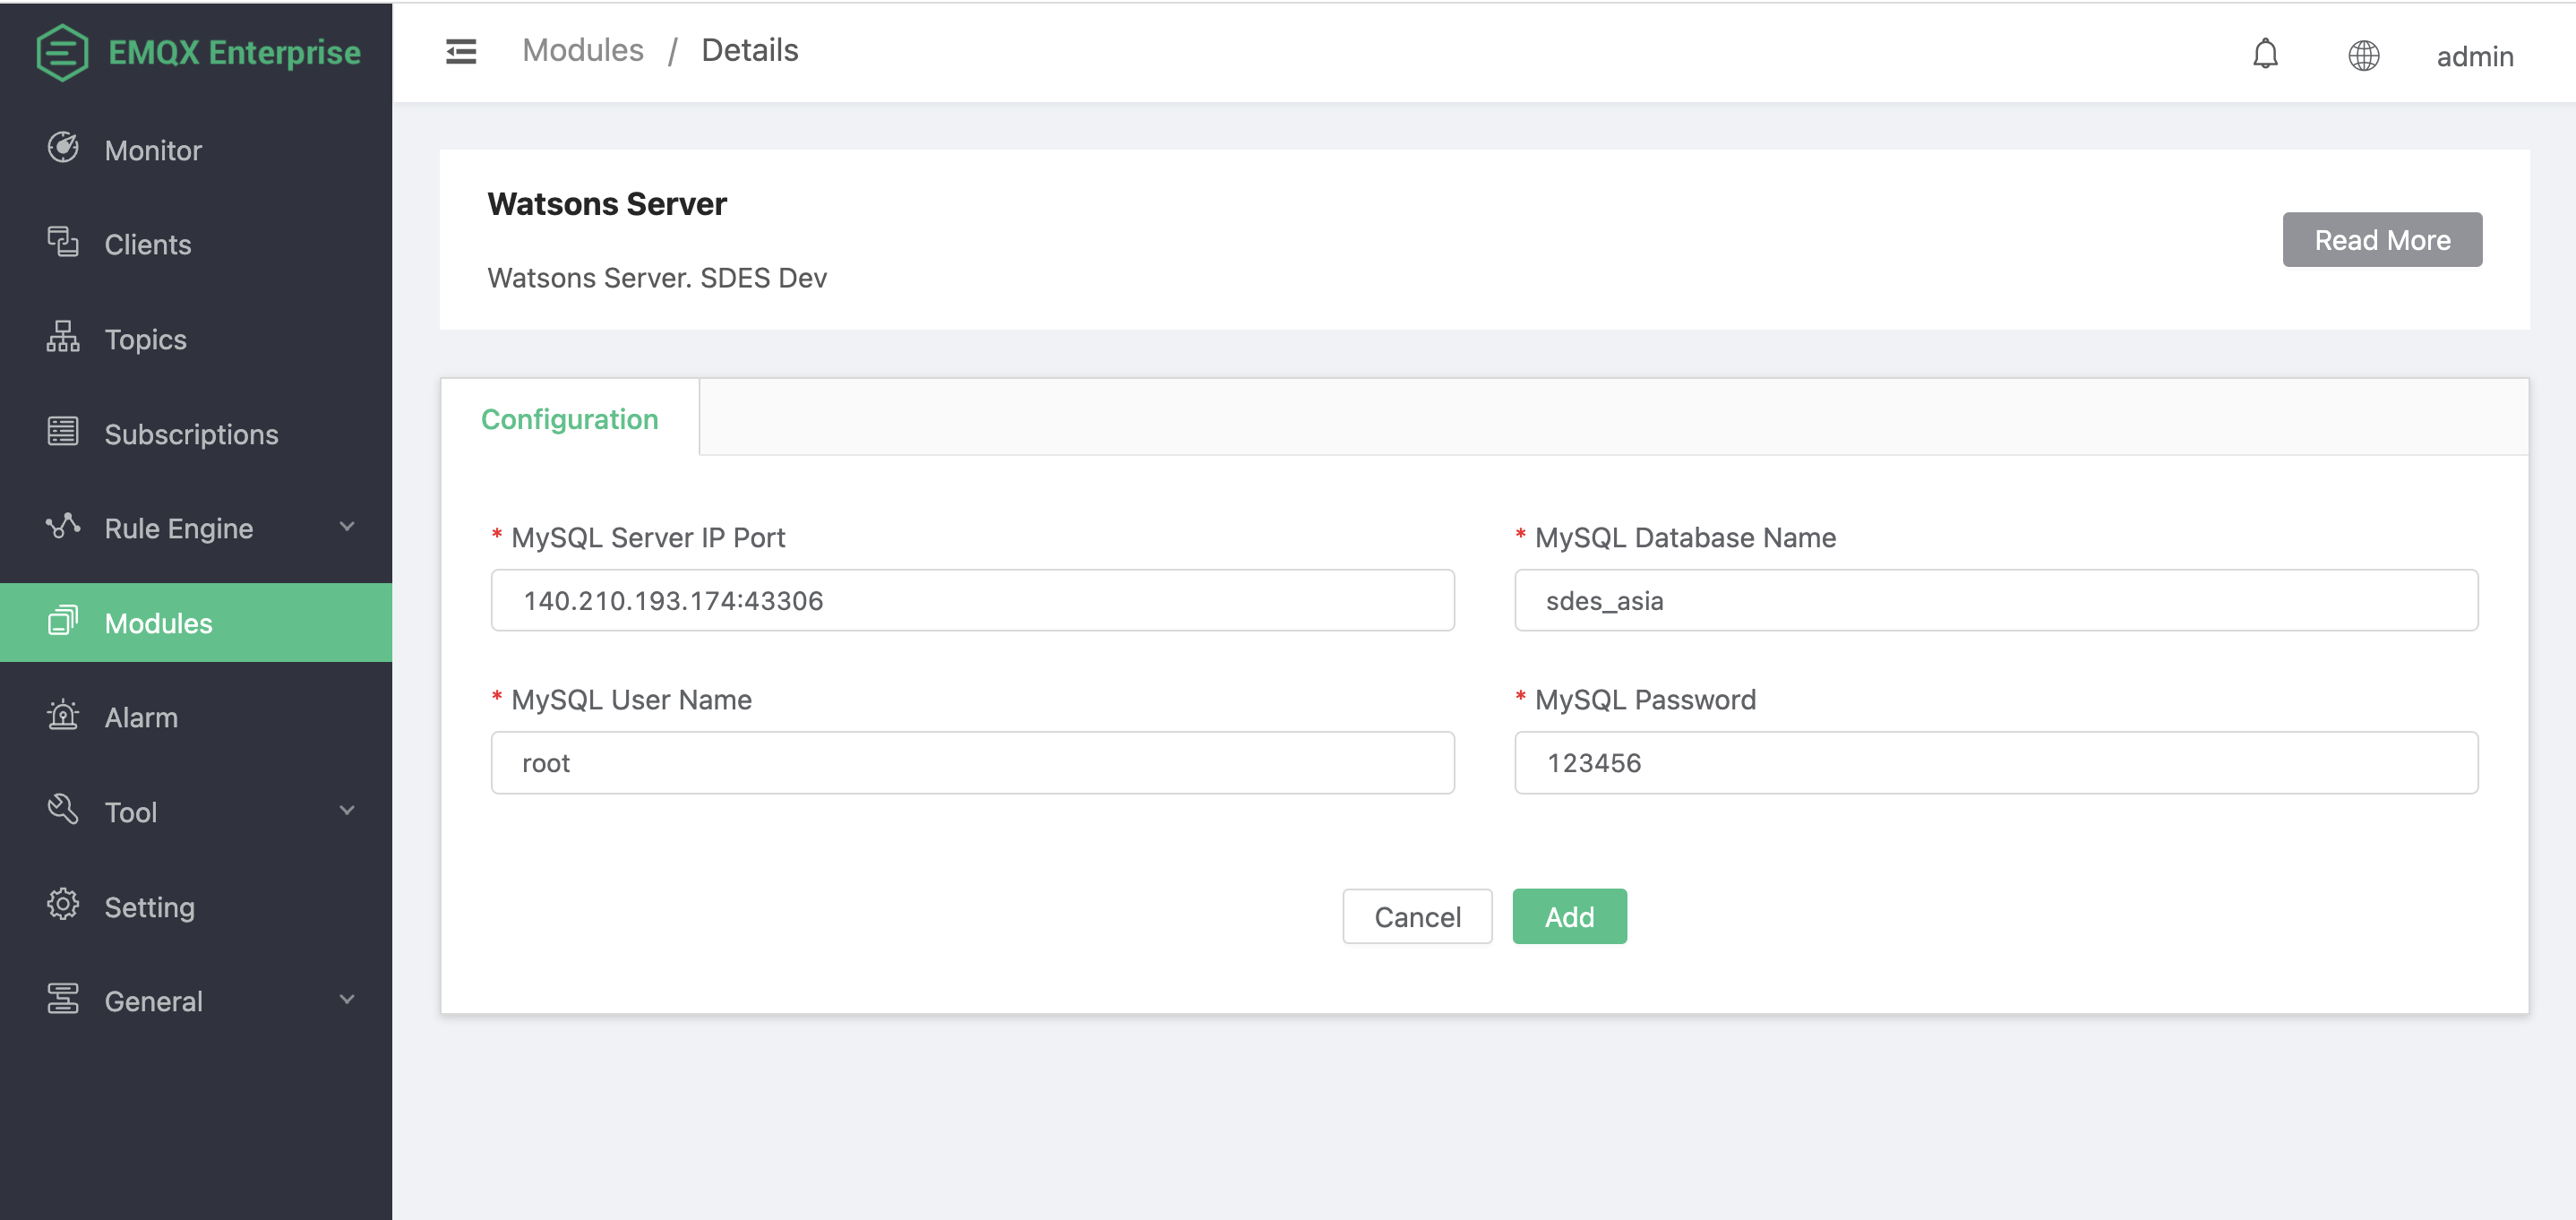 EMQX Enterprise
Modules / Details
admin
Monitor
Clients
Topics
Subscriptions
Rule Engine
Modules
Alarm
Tool
Setting
General
Watsons Server
Read More
Watsons Server. SDES Dev
Configuration
* MySQL Server IP Port
140.210.193.174:43306
* MySQL Database Name
sdes_asia
* MySQL User Name
root
* MySQL Password
123456
Cancel
Add